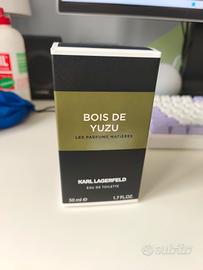 BOIS DE
YUZU
LES PARFUMS MATIÈRES
KARL LAGERFELD
EAU DE TOILETTE
50 ml e 1.7 FL.OZ.
Subito